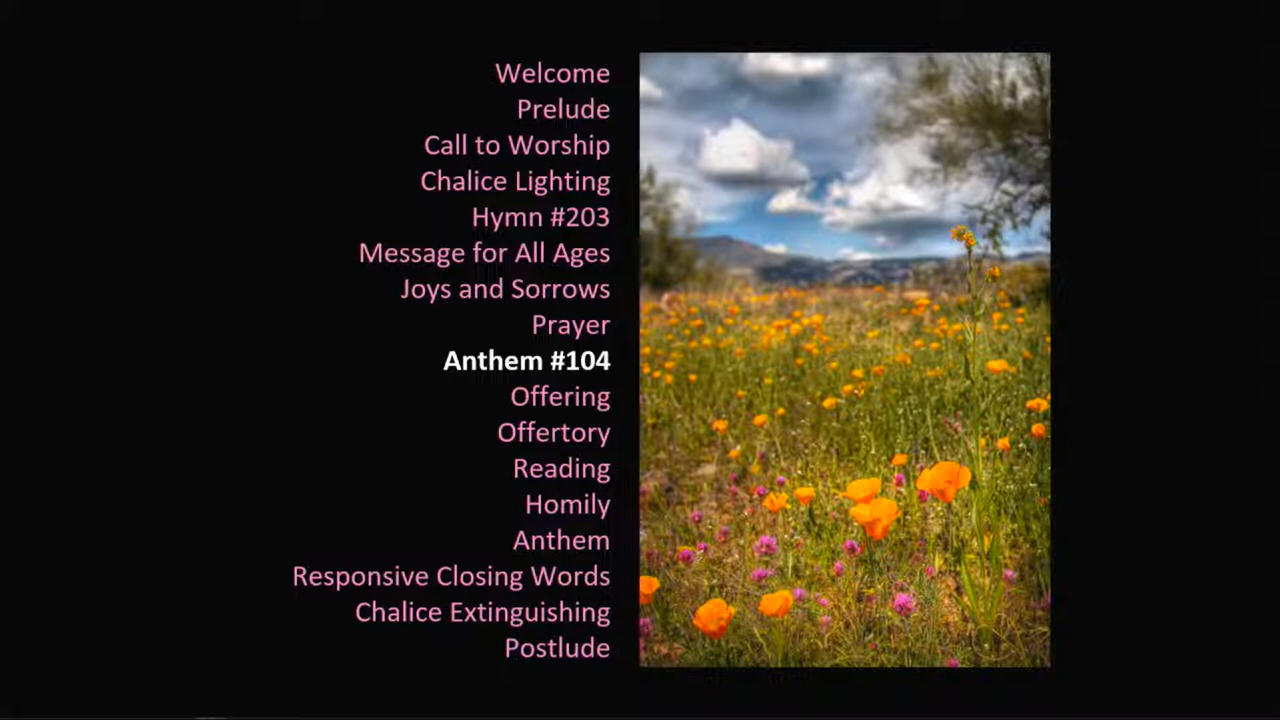 Welcome
Prelude
Call to Worship
Chalice Lighting
Hymn #203
Message for All Ages
Joys and Sorrows
Prayer
Anthem #104
Offering
Offertory
Reading
Homily
Anthem
Responsive Closing Words
Chalice Extinguishing
Postlude